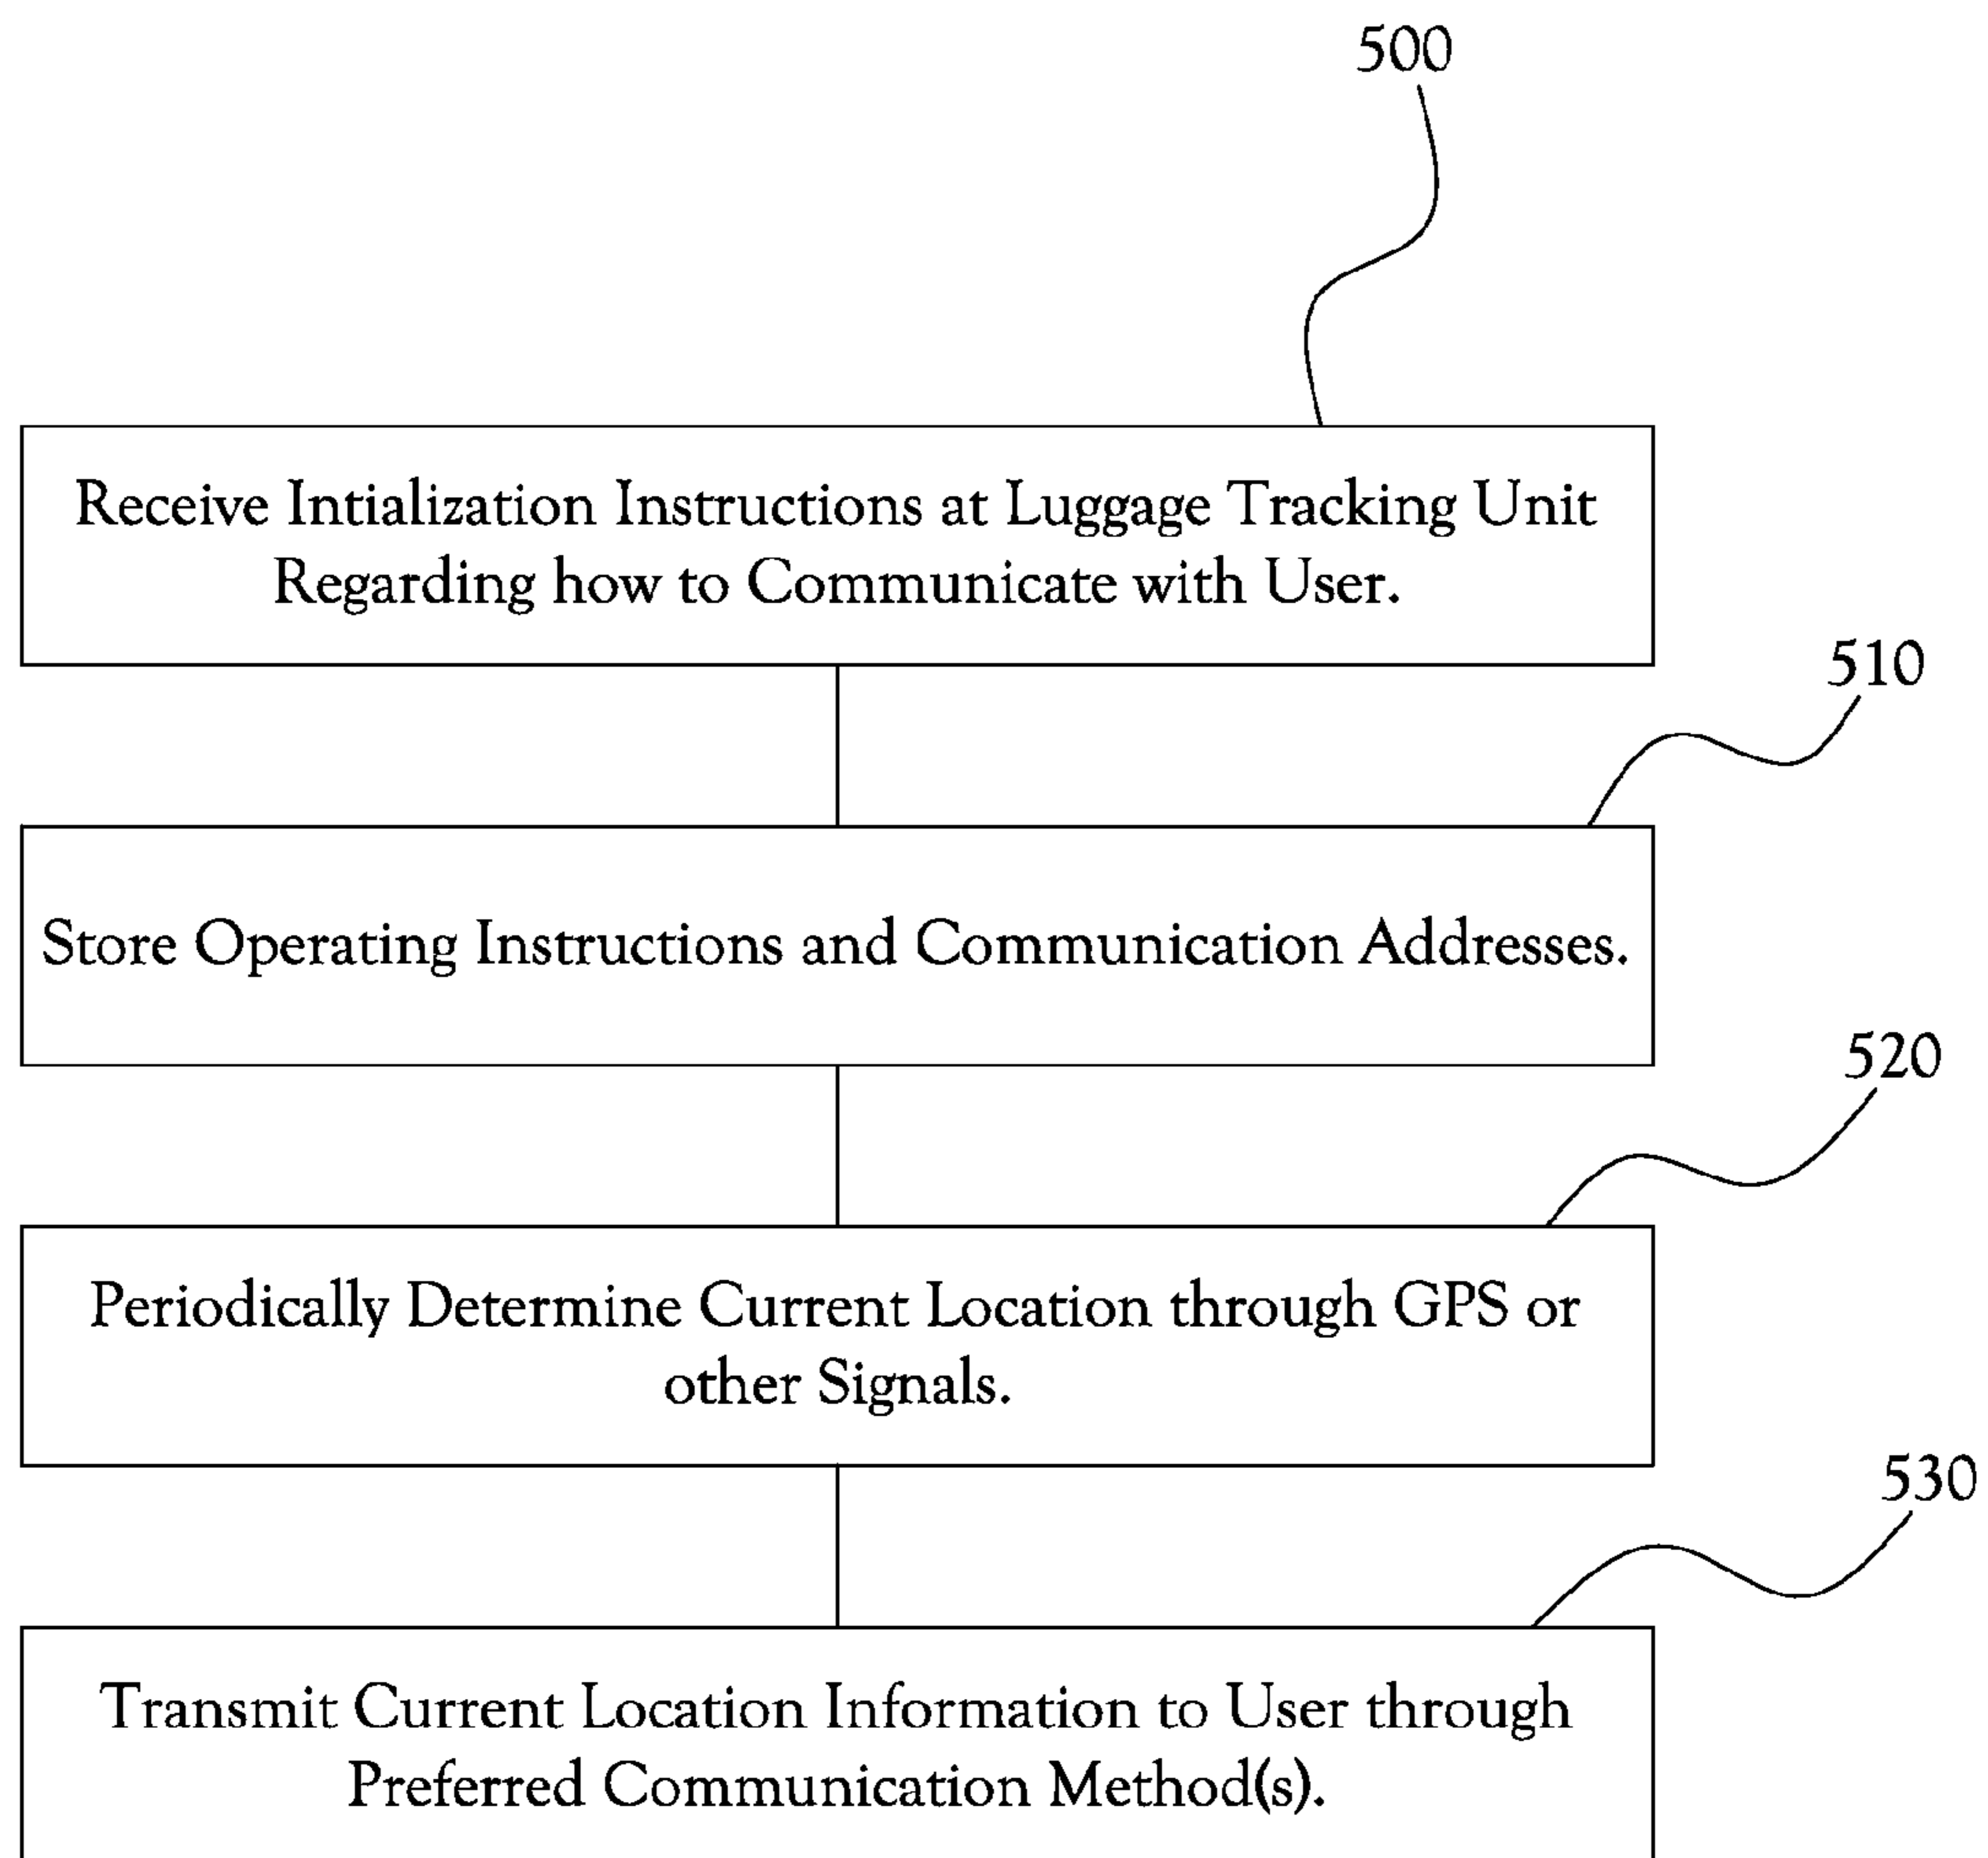 500
Receive Intialization Instructions at Luggage Tracking Unit
Regarding how to Communicate with User.
510
Store Operating Instructions and Communication Addresses.
520
Periodically Determine Current Location through GPS or
other Signals.
530
Transmit Current Location Information to User through
Preferred Communication Method(s).